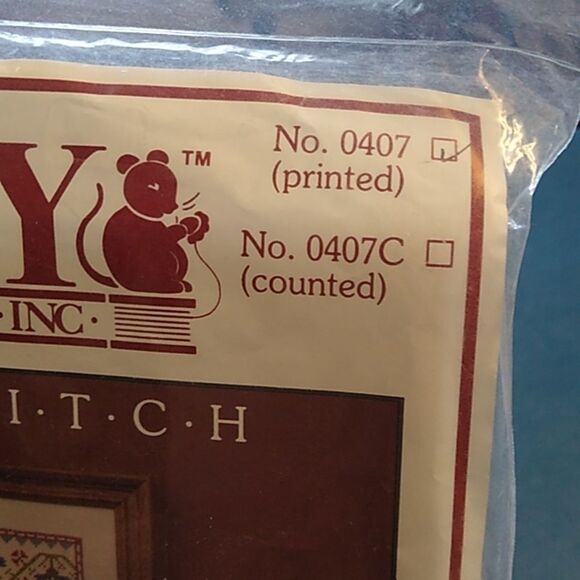 No. 0407
(printed)
Y ™
No. 0407C
(counted)
· INC ·
I · T · C · H